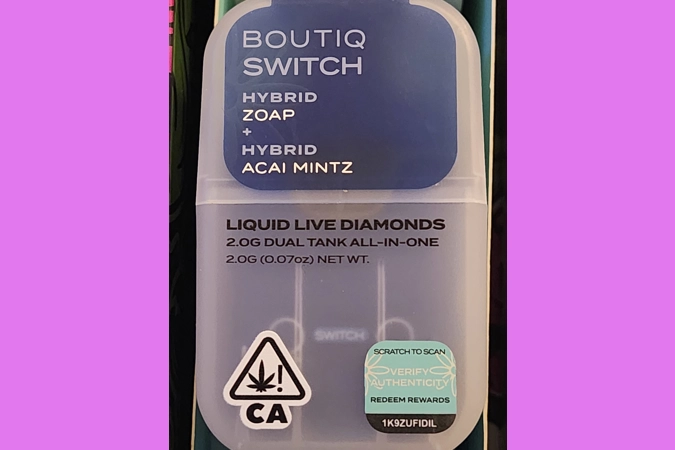 BOUTIQ
SWITCH
HYBRID
ZOAP
+
HYBRID
ACAI MINTZ
LIQUID LIVE DIAMONDS
2.0G DUAL TANK ALL-IN-ONE
2.0G (0.07oz) NET WT.
SWITCH
!
CA
SCRATCH TO SCAN
VERIFY
AUTHENTICITY
REDEEM REWARDS
1K9ZUFIDIL